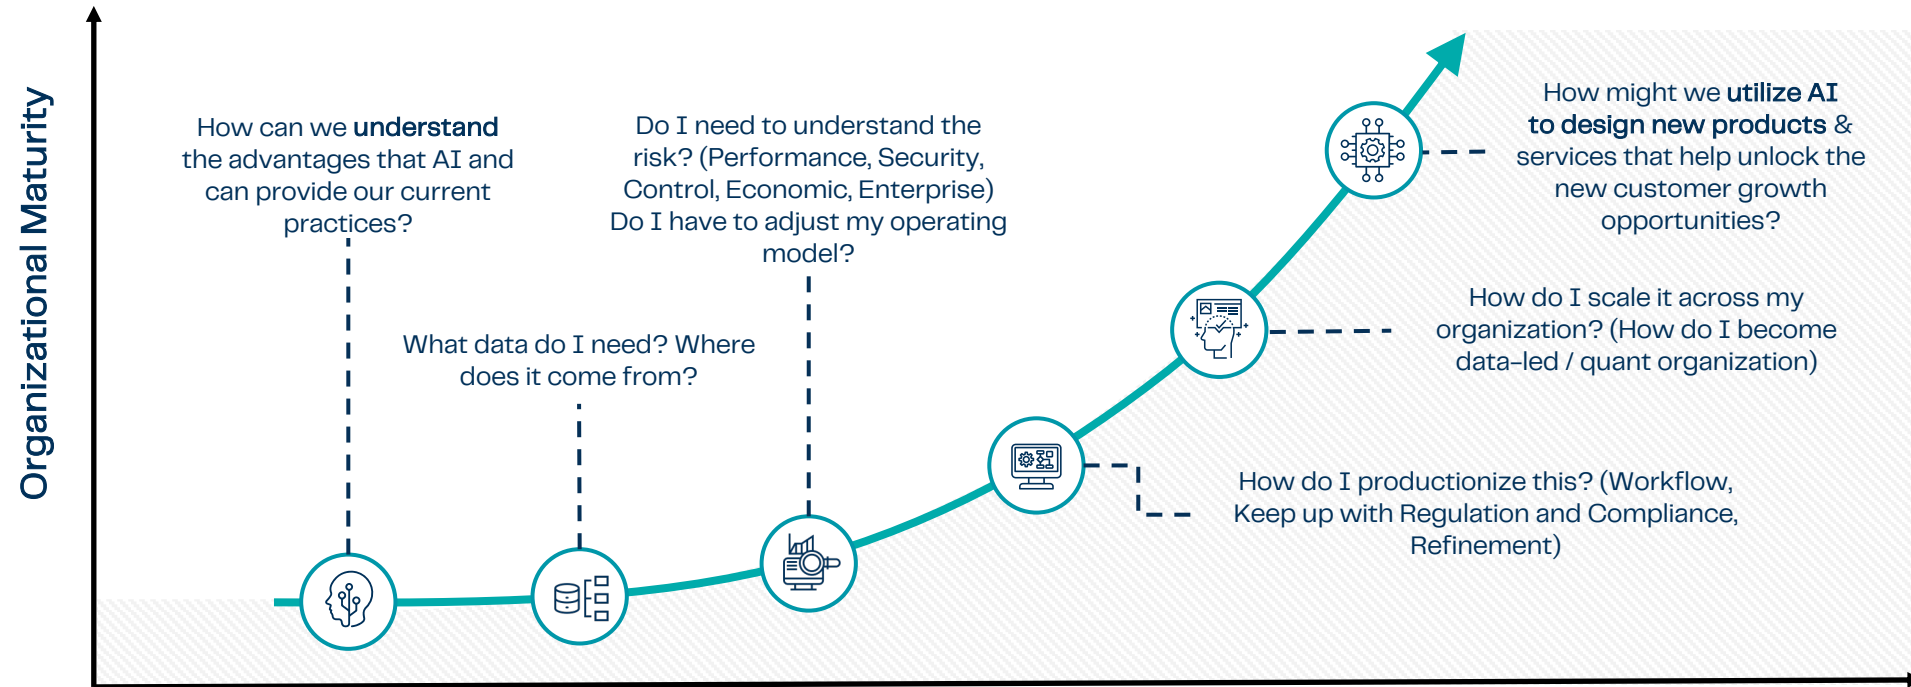 Organizational Maturity
How can we understand
the advantages that AI and
can provide our current
practices?
What data do I need? Where
does it come from?
Do I need to understand the
risk? (Performance, Security,
Control, Economic, Enterprise)
Do I have to adjust my operating
model?
How might we utilize AI
to design new products &
services that help unlock the
new customer growth
opportunities?
How do I scale it across my
organization? (How do I become
data-led / quant organization)
How do I productionize this? (Workflow,
Keep up with Regulation and Compliance,
Refinement)